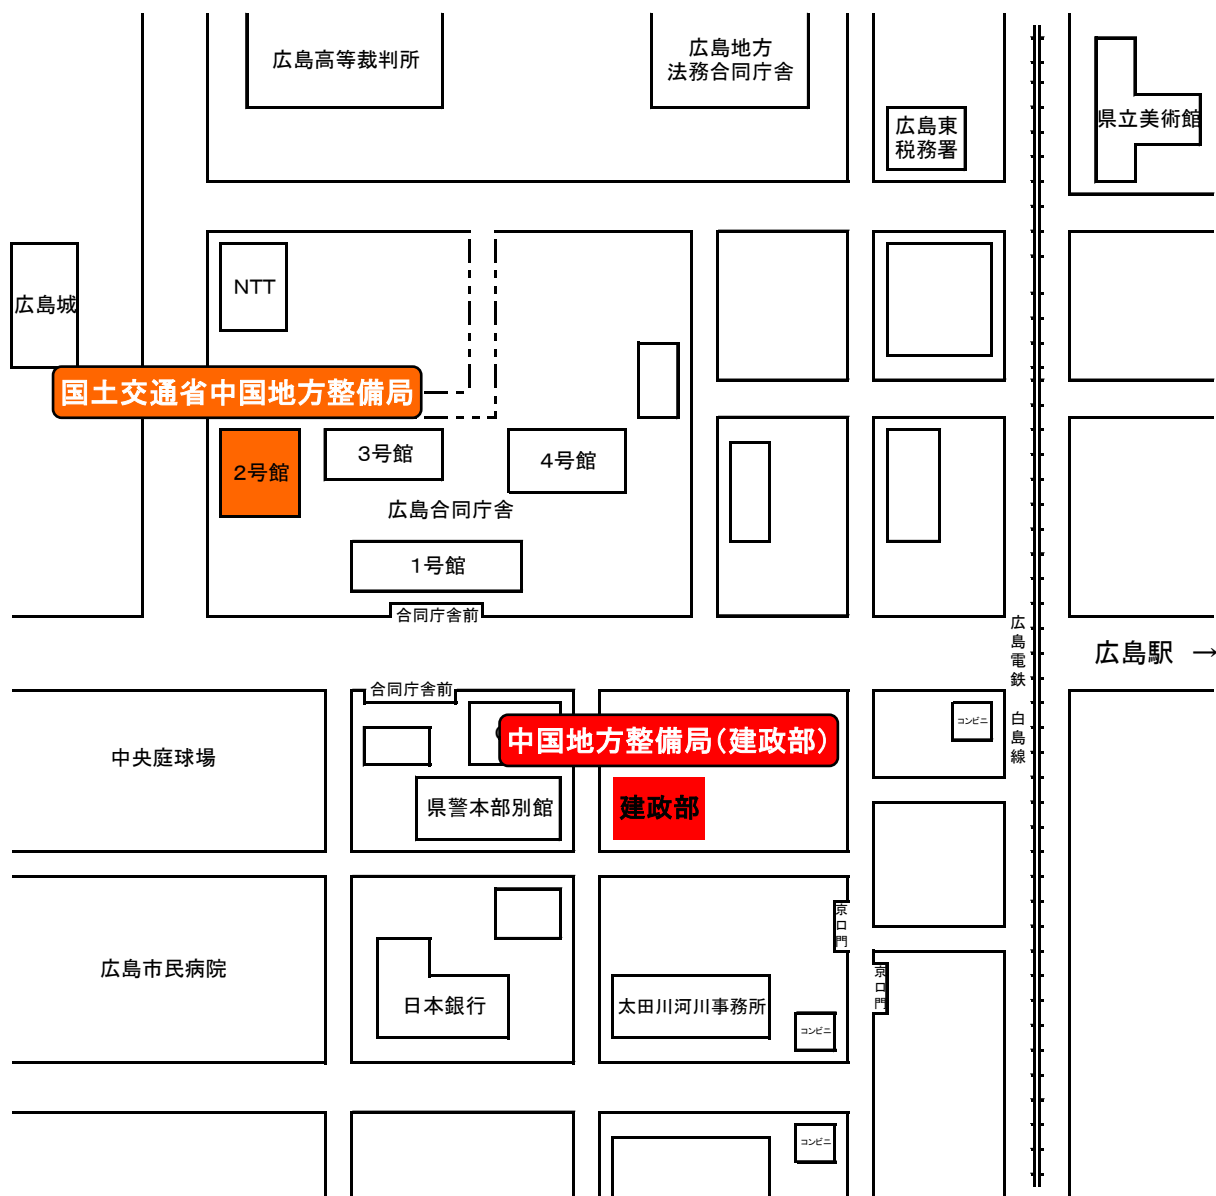 広島高等裁判所
広島地方
法務合同庁舎
広島東
税務署
県立美術館
NTT
広島城
国土交通省中国地方整備局
2号館
3号館
4号館
広島合同庁舎
1号館
合同庁舎前
広島電鉄 白島線
広島駅 →
合同庁舎前
コンビニ
中国地方整備局(建政部)
中央庭球場
県警本部別館
建政部
京口門
広島市民病院
京口門
日本銀行
太田川河川事務所
コンビニ
コンビニ